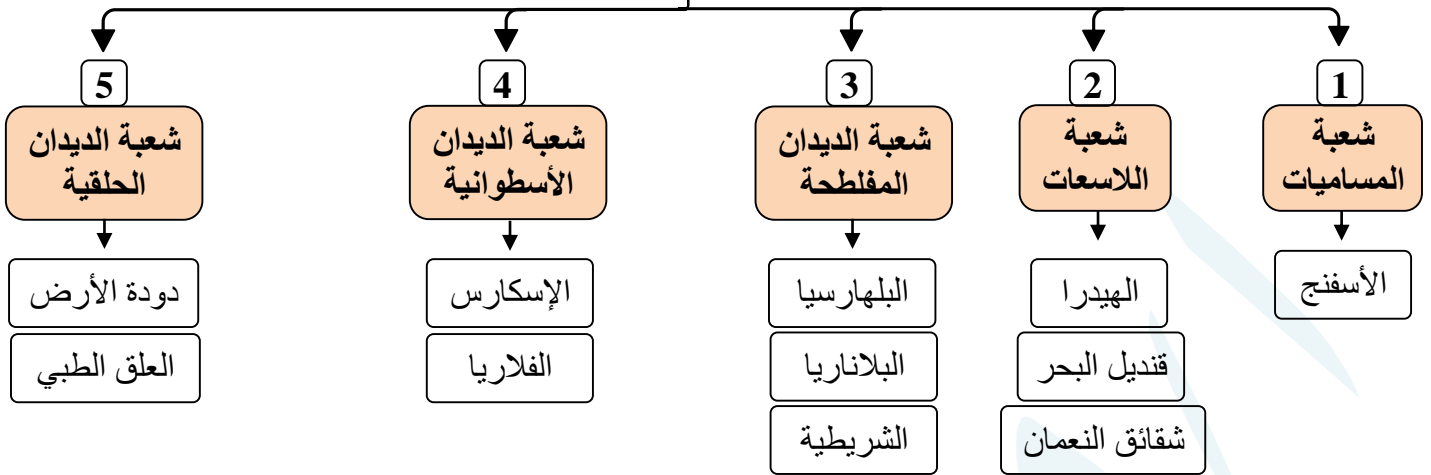 1
شعبة
المساميات
الأسفنج
2
شعبة
اللاسعات
الهيدرا
قنديل البحر
شقائق النعمان
3
شعبة الديدان
المفلطحة
البلهارسيا
البلاناريا
الشريطية
4
شعبة الديدان
الأسطوانية
الإسكارس
الفلاريا
5
شعبة الديدان
الحلقية
دودة الأرض
العلق الطبي